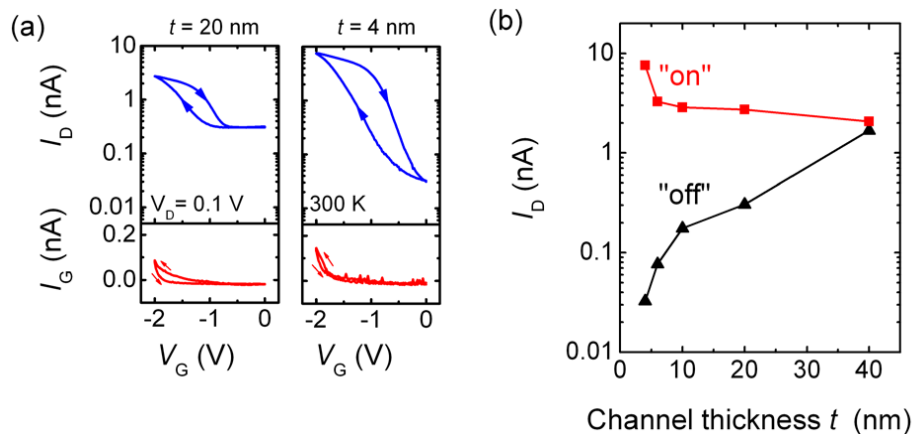 (a)
t = 20 nm
t = 4 nm
10
1
0.1
0.01
I_D (nA)
V_D= 0.1 V
300 K
0.2
0.0
I_G (nA)
-2
-1
0
-2
-1
0
V_G (V)
V_G (V)
(b)
10
1
0.1
0.01
I_D (nA)
"on"
"off"
0
10
20
30
40
Channel thickness t (nm)